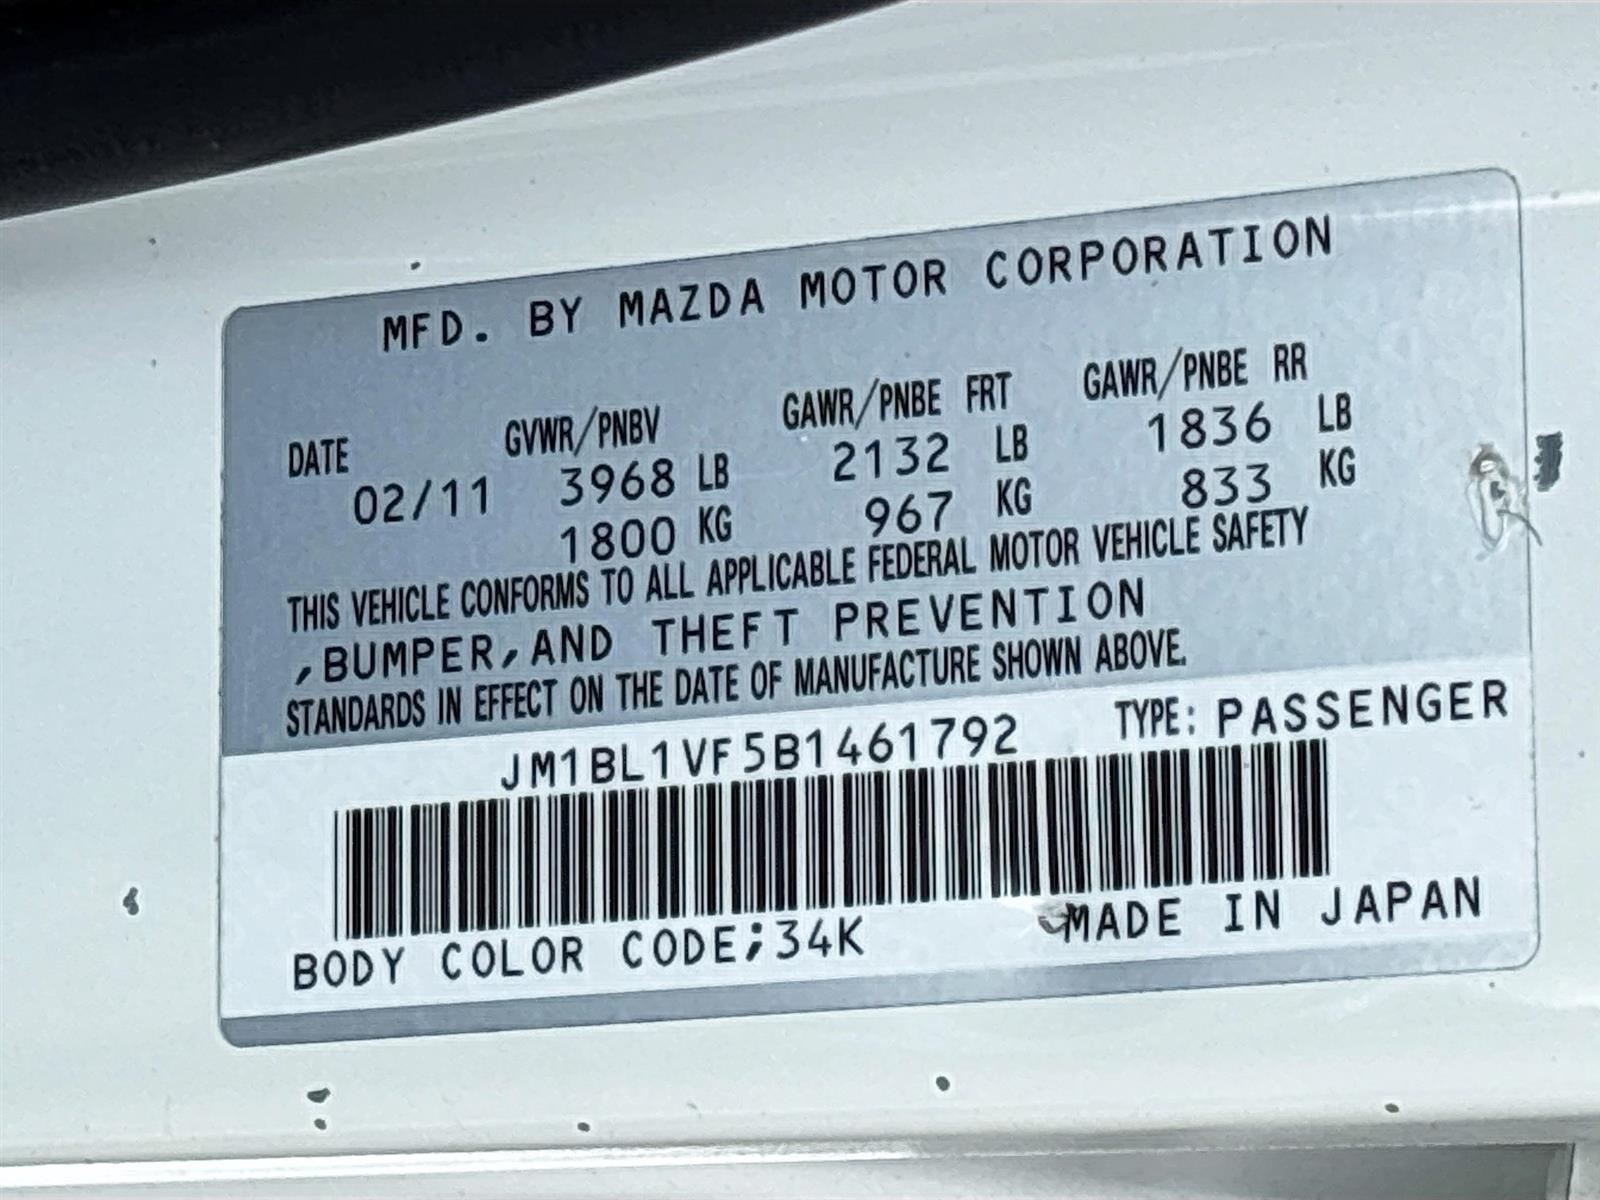 MFD. BY MAZDA MOTOR CORPORATION
DATE GVWR/PNBV GAWR/PNBE FRT GAWR/PNBE RR
02/11 3968 LB 2132 LB 1836 LB
1800 KG 967 KG 833 KG
THIS VEHICLE CONFORMS TO ALL APPLICABLE FEDERAL MOTOR VEHICLE SAFETY
,BUMPER,AND THEFT PREVENTION
STANDARDS IN EFFECT ON THE DATE OF MANUFACTURE SHOWN ABOVE.
JM1BL1VF5B1461792 TYPE: PASSENGER
BODY COLOR CODE;34K MADE IN JAPAN